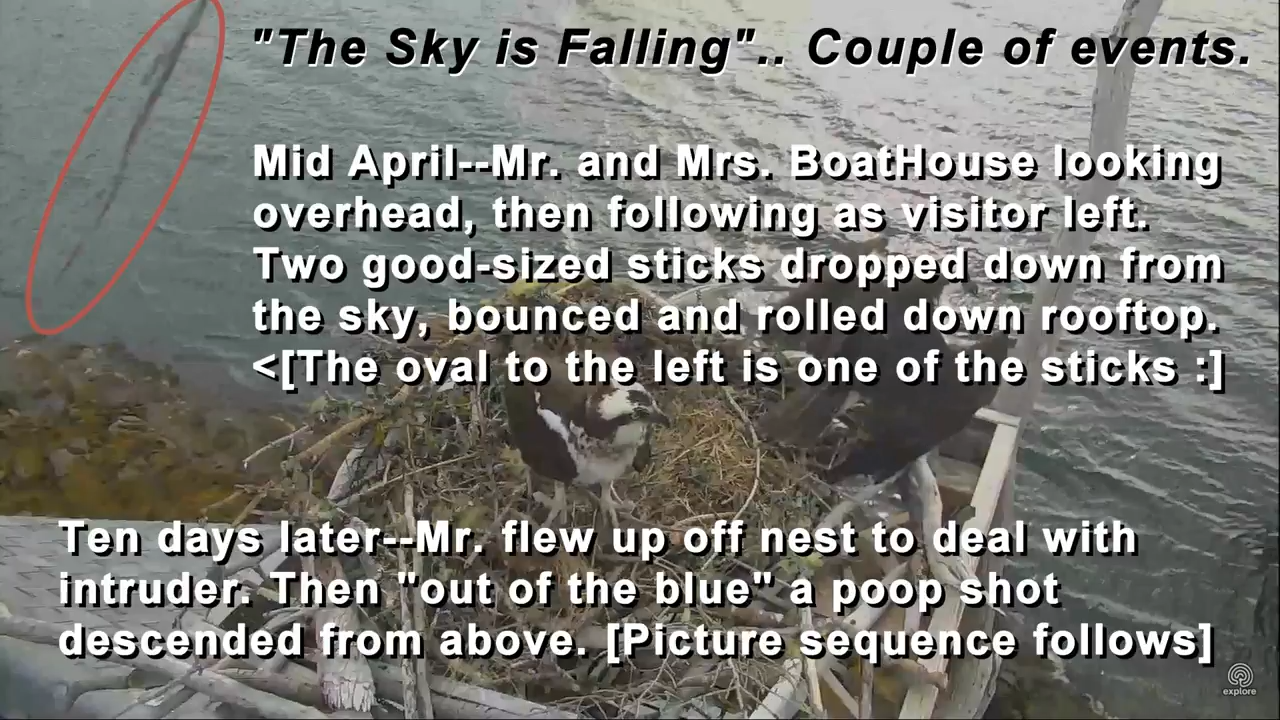 "The Sky is Falling".. Couple of events.
Mid April--Mr. and Mrs. BoatHouse looking
overhead, then following as visitor left.
Two good-sized sticks dropped down from
the sky, bounced and rolled down rooftop.
<[The oval to the left is one of the sticks :]
Ten days later--Mr. flew up off nest to deal with
intruder. Then "out of the blue" a poop shot
descended from above. [Picture sequence follows]
explore